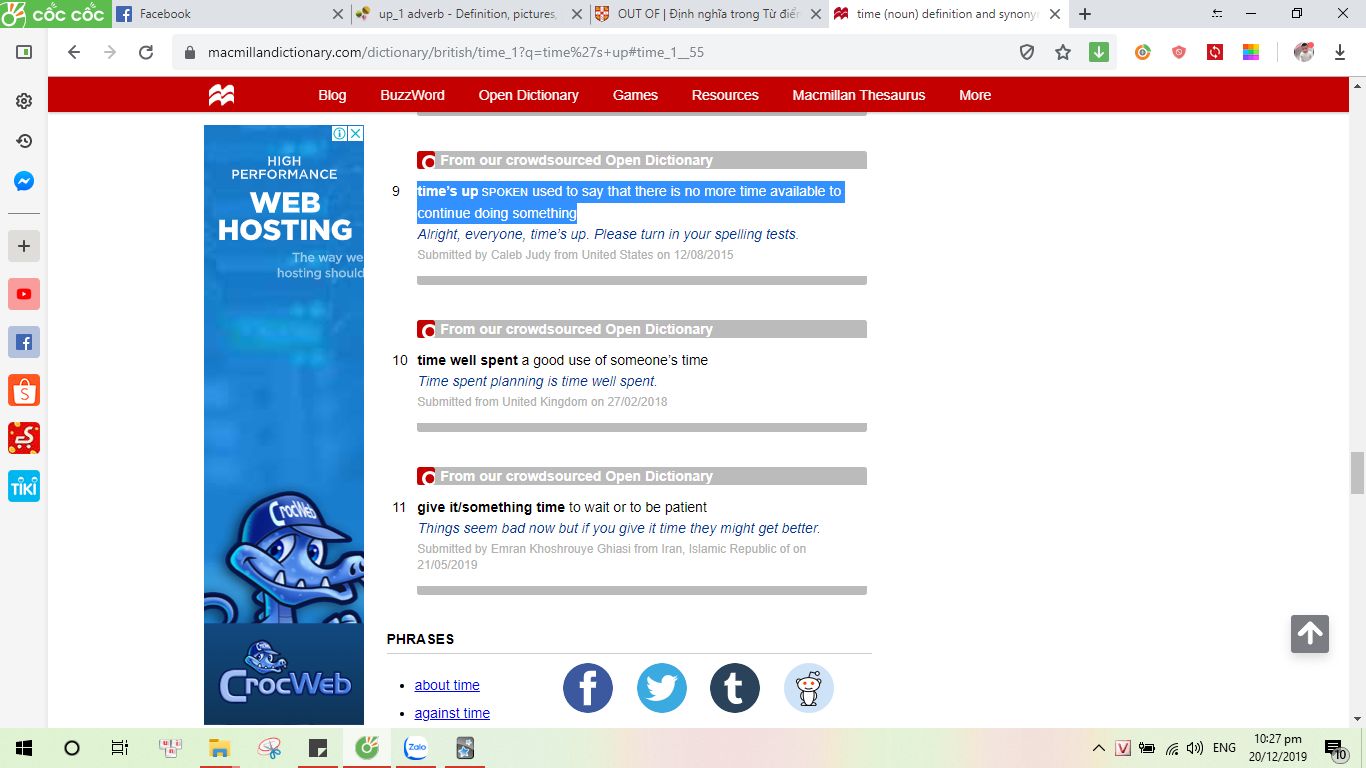 cốc cốc
Facebook
up_1 adverb - Definition, pictures,
OUT OF | Định nghĩa trong Từ điển
time (noun) definition and synonym
macmillandictionary.com/dictionary/british/time_1?q=time%27s+up#time_1__55
Blog BuzzWord Open Dictionary Games Resources Macmillan Thesaurus More
HIGH
PERFORMANCE
WEB
HOSTING
The way we
hosting should
CrocWeb
CROCWEB
From our crowdsourced Open Dictionary
9 time’s up SPOKEN used to say that there is no more time available to
continue doing something
Alright, everyone, time’s up. Please turn in your spelling tests.
Submitted by Caleb Judy from United States on 12/08/2015
From our crowdsourced Open Dictionary
10 time well spent a good use of someone’s time
Time spent planning is time well spent.
Submitted from United Kingdom on 27/02/2018
From our crowdsourced Open Dictionary
11 give it/something time to wait or to be patient
Things seem bad now but if you give it time they might get better.
Submitted by Emran Khoshrouye Ghiasi from Iran, Islamic Republic of on
21/05/2019
PHRASES
about time
against time
TIKI
Zalo
ENG
10:27 pm
20/12/2019
10